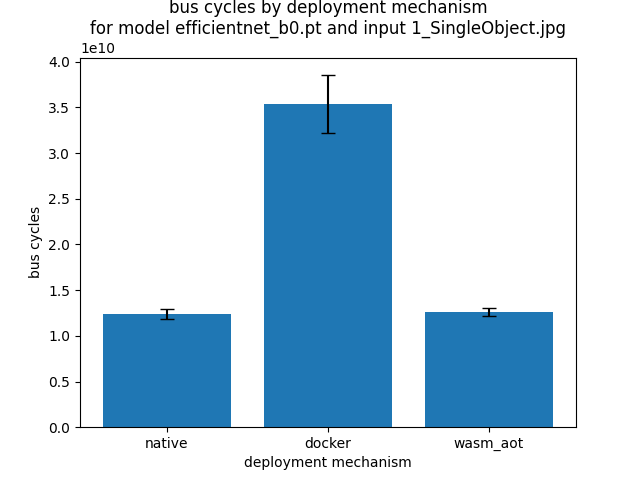 bus cycles by deployment mechanism
for model efficientnet_b0.pt and input 1_SingleObject.jpg
1e10
4.0
3.5
3.0
2.5
2.0
1.5
1.0
0.5
0.0
bus cycles
native
docker
wasm_aot
deployment mechanism